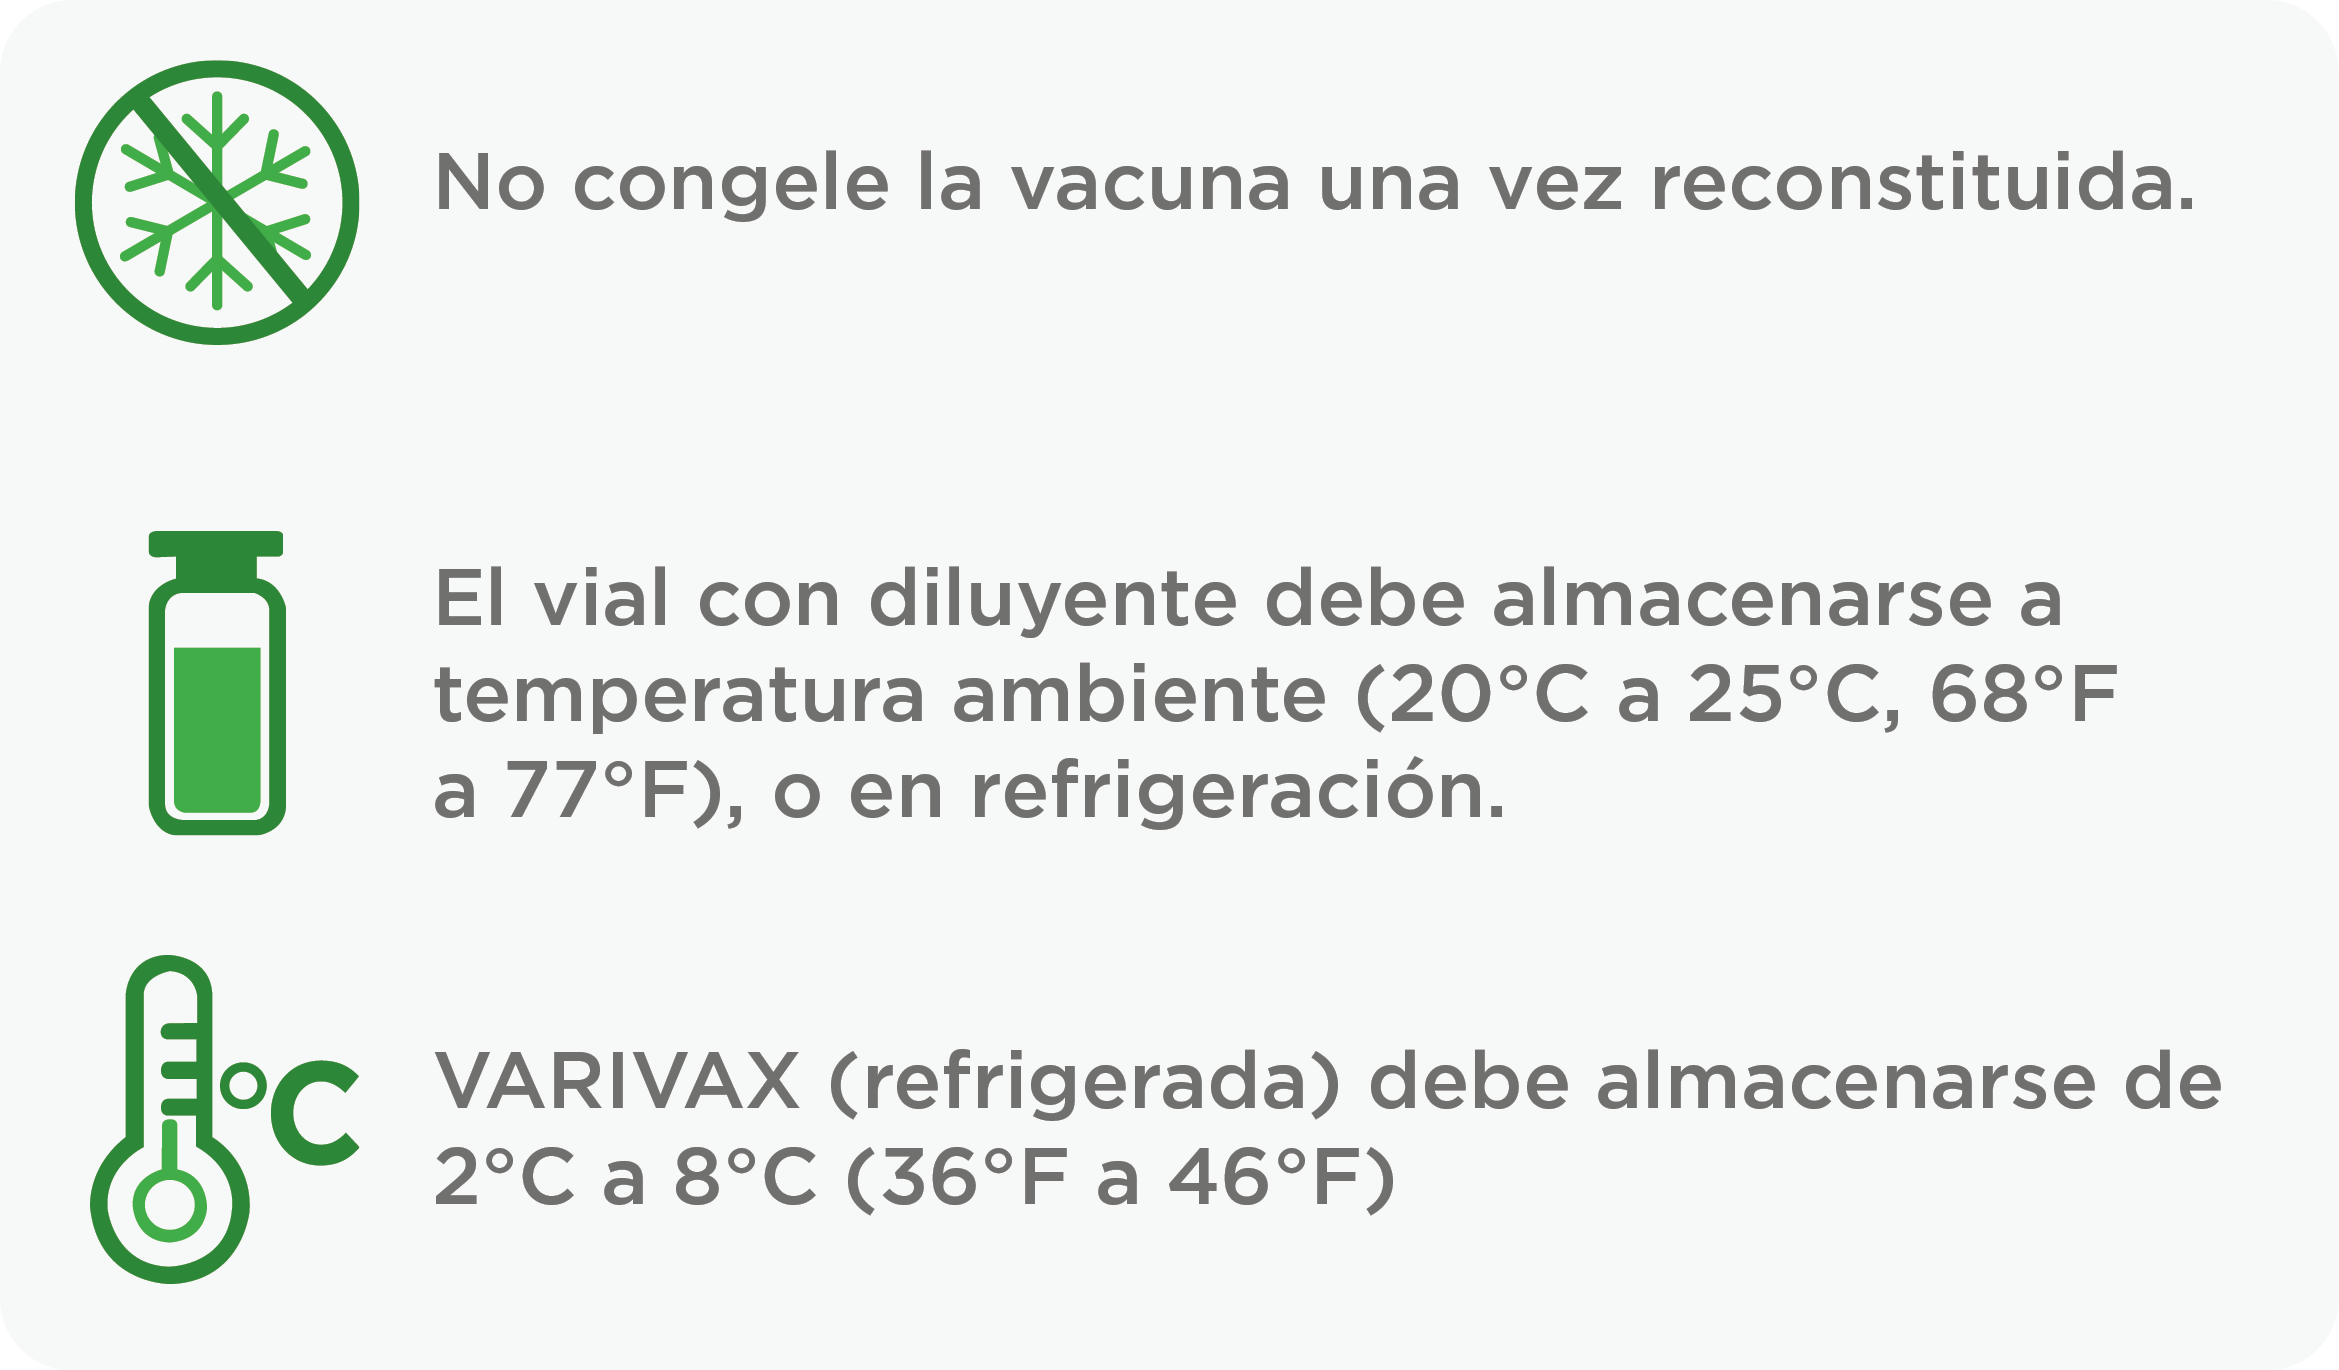 No congele la vacuna una vez reconstituida.
El vial con diluyente debe almacenarse a
temperatura ambiente (20°C a 25°C, 68°F
a 77°F), o en refrigeración.
°C
VARIVAX (refrigerada) debe almacenarse de
2°C a 8°C (36°F a 46°F)